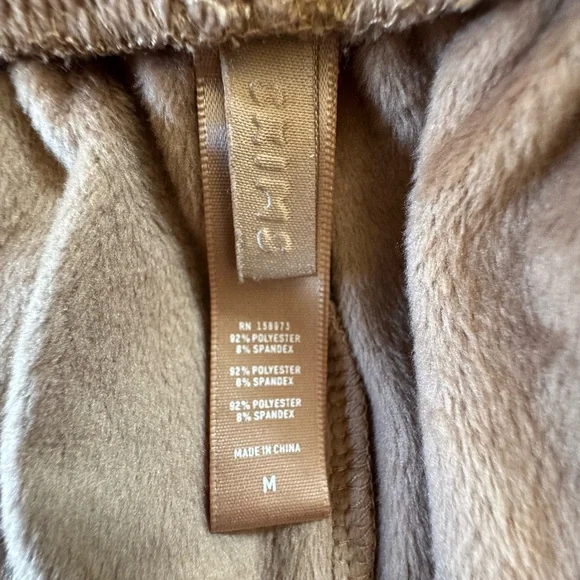 SKIMS
RN 158973
92% POLYESTER
8% SPANDEX
92% POLYESTER
8% SPANDEX
92% POLYESTER
8% SPANDEX
MADE IN CHINA
M